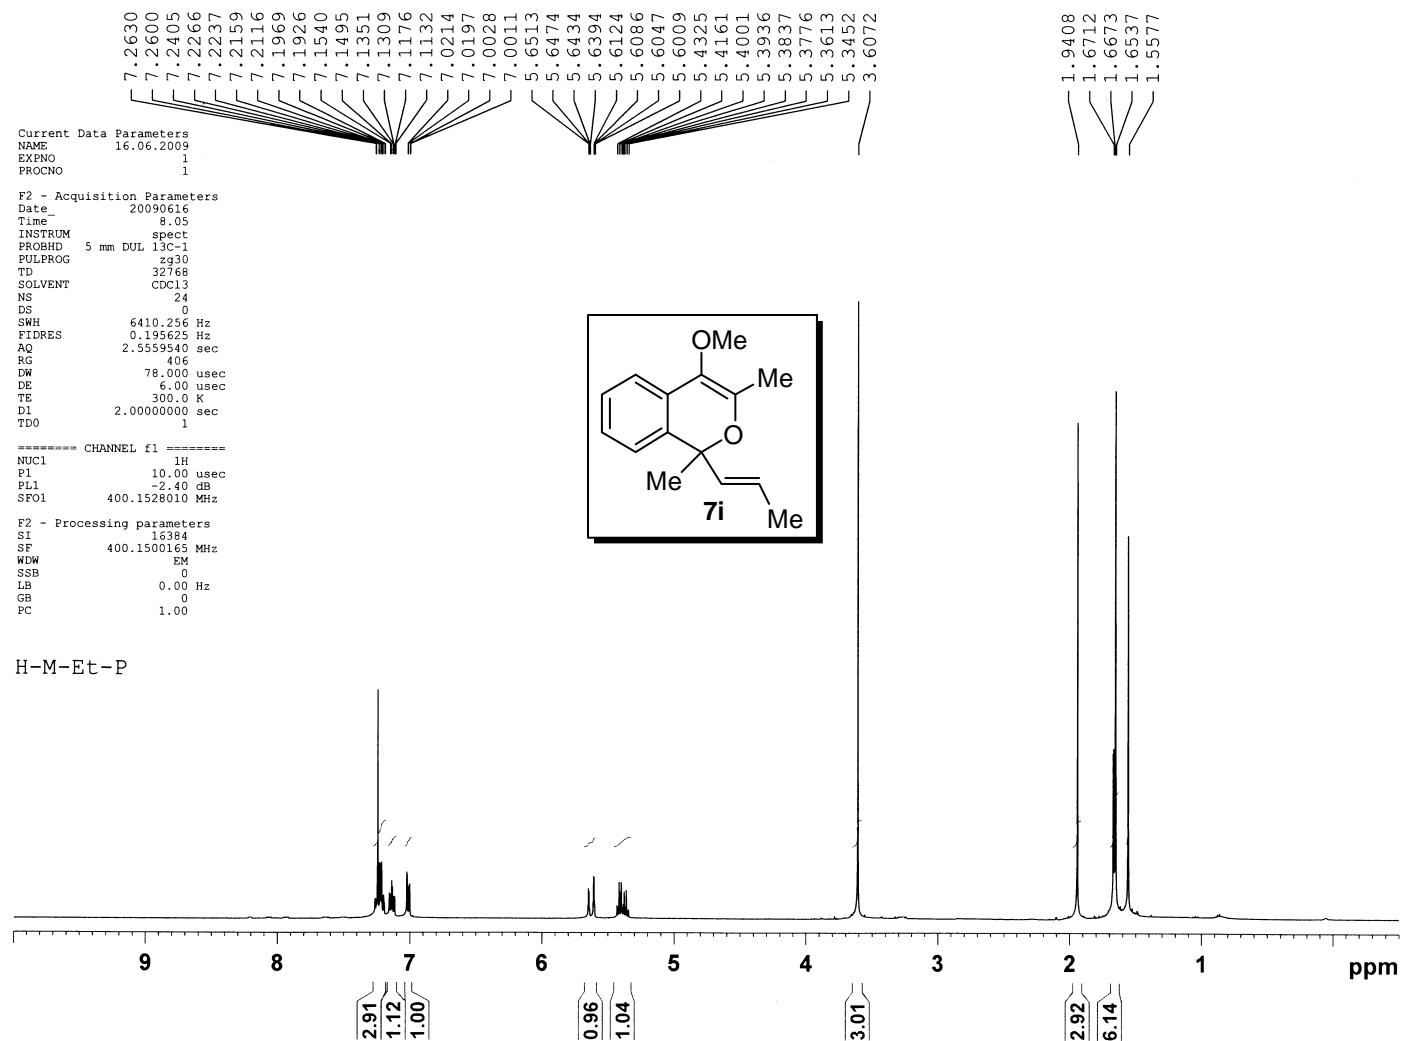 7.2630
7.2600
7.2405
7.2266
7.2237
7.2159
7.2116
7.1969
7.1926
7.1540
7.1495
7.1351
7.1309
7.1176
7.1132
7.0214
7.0197
7.0028
7.0011
5.6513
5.6474
5.6434
5.6394
5.6124
5.6086
5.6047
5.6009
5.4325
5.4161
5.4001
5.3936
5.3837
5.3776
5.3613
5.3452
3.6072
1.9408
1.6712
1.6673
1.6537
1.5577
Current Data Parameters
NAME 16.06.2009
EXPNO 1
PROCNO 1
F2 - Acquisition Parameters
Date_ 20090616
Time 8.05
INSTRUM spect
PROBHD 5 mm DUL 13C-1
PULPROG zg30
TD 32768
SOLVENT CDCl3
NS 24
DS 0
SWH 6410.256 Hz
FIDRES 0.195625 Hz
AQ 2.5559540 sec
RG 406
DW 78.000 usec
DE 6.00 usec
TE 300.0 K
D1 2.00000000 sec
TD0 1
======== CHANNEL f1 ========
NUC1 1H
P1 10.00 usec
PL1 -2.40 dB
SFO1 400.1528010 MHz
F2 - Processing parameters
SI 16384
SF 400.1500165 MHz
WDW EM
SSB 0
LB 0.00 Hz
GB 0
PC 1.00
H-M-Et-P
OMe
Me
O
Me
7i
Me
9 8 7 6 5 4 3 2 1 ppm
2.91
1.12
1.00
0.96
1.04
3.01
2.92
6.14